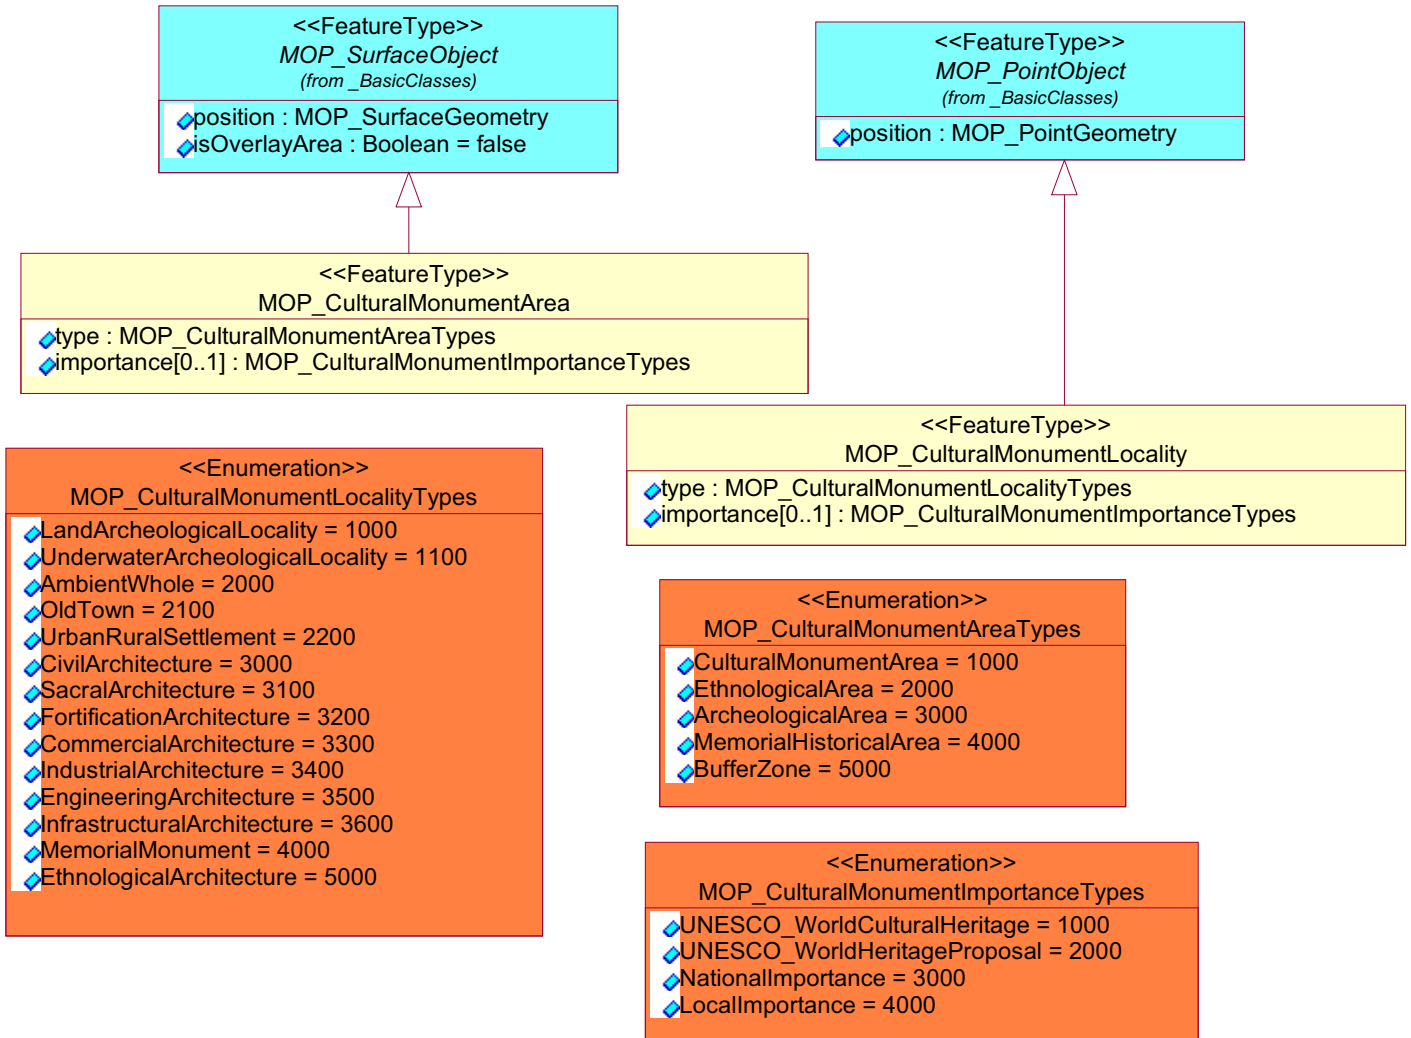 <<FeatureType>>
MOP_SurfaceObject
(from _BasicClasses)
position : MOP_SurfaceGeometry
isOverlayArea : Boolean = false
<<FeatureType>>
MOP_PointObject
(from _BasicClasses)
position : MOP_PointGeometry
<<FeatureType>>
MOP_CulturalMonumentArea
type : MOP_CulturalMonumentAreaTypes
importance[0..1] : MOP_CulturalMonumentImportanceTypes
<<FeatureType>>
MOP_CulturalMonumentLocality
type : MOP_CulturalMonumentLocalityTypes
importance[0..1] : MOP_CulturalMonumentImportanceTypes
<<Enumeration>>
MOP_CulturalMonumentLocalityTypes
LandArcheologicalLocality = 1000
UnderwaterArcheologicalLocality = 1100
AmbientWhole = 2000
OldTown = 2100
UrbanRuralSettlement = 2200
CivilArchitecture = 3000
SacralArchitecture = 3100
FortificationArchitecture = 3200
CommercialArchitecture = 3300
IndustrialArchitecture = 3400
EngineeringArchitecture = 3500
InfrastructuralArchitecture = 3600
MemorialMonument = 4000
EthnologicalArchitecture = 5000
<<Enumeration>>
MOP_CulturalMonumentAreaTypes
CulturalMonumentArea = 1000
EthnologicalArea = 2000
ArcheologicalArea = 3000
MemorialHistoricalArea = 4000
BufferZone = 5000
<<Enumeration>>
MOP_CulturalMonumentImportanceTypes
UNESCO_WorldCulturalHeritage = 1000
UNESCO_WorldHeritageProposal = 2000
NationalImportance = 3000
LocalImportance = 4000